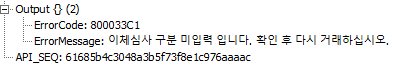 Output {} (2)
ErrorCode: 800033C1
ErrorMessage: 이체심사 구분 미입력 입니다. 확인 후 다시 거래하십시오.
API_SEQ: 61685b4c3048a3b5f73f8e1c976aaaac